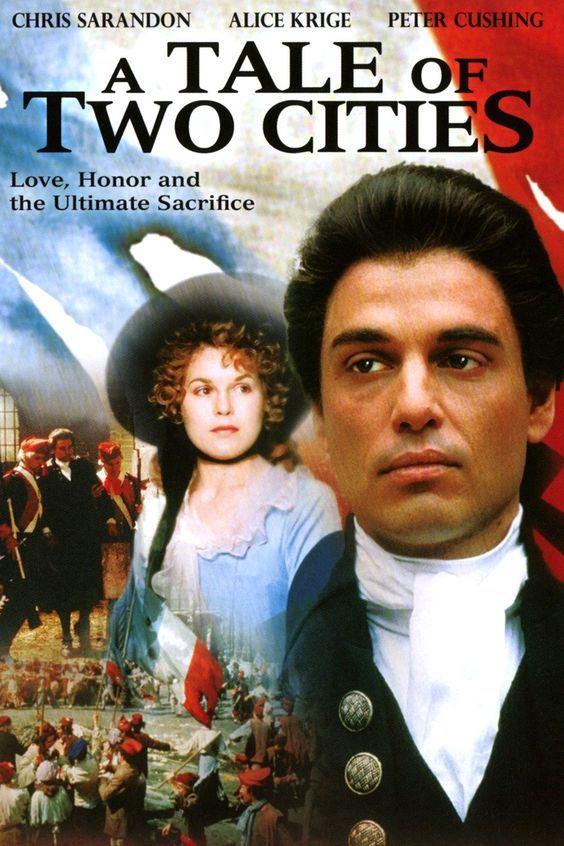 CHRIS SARANDON ALICE KRIGE PETER CUSHING
A TALE OF
TWO CITIES
Love, Honor and
the Ultimate Sacrifice